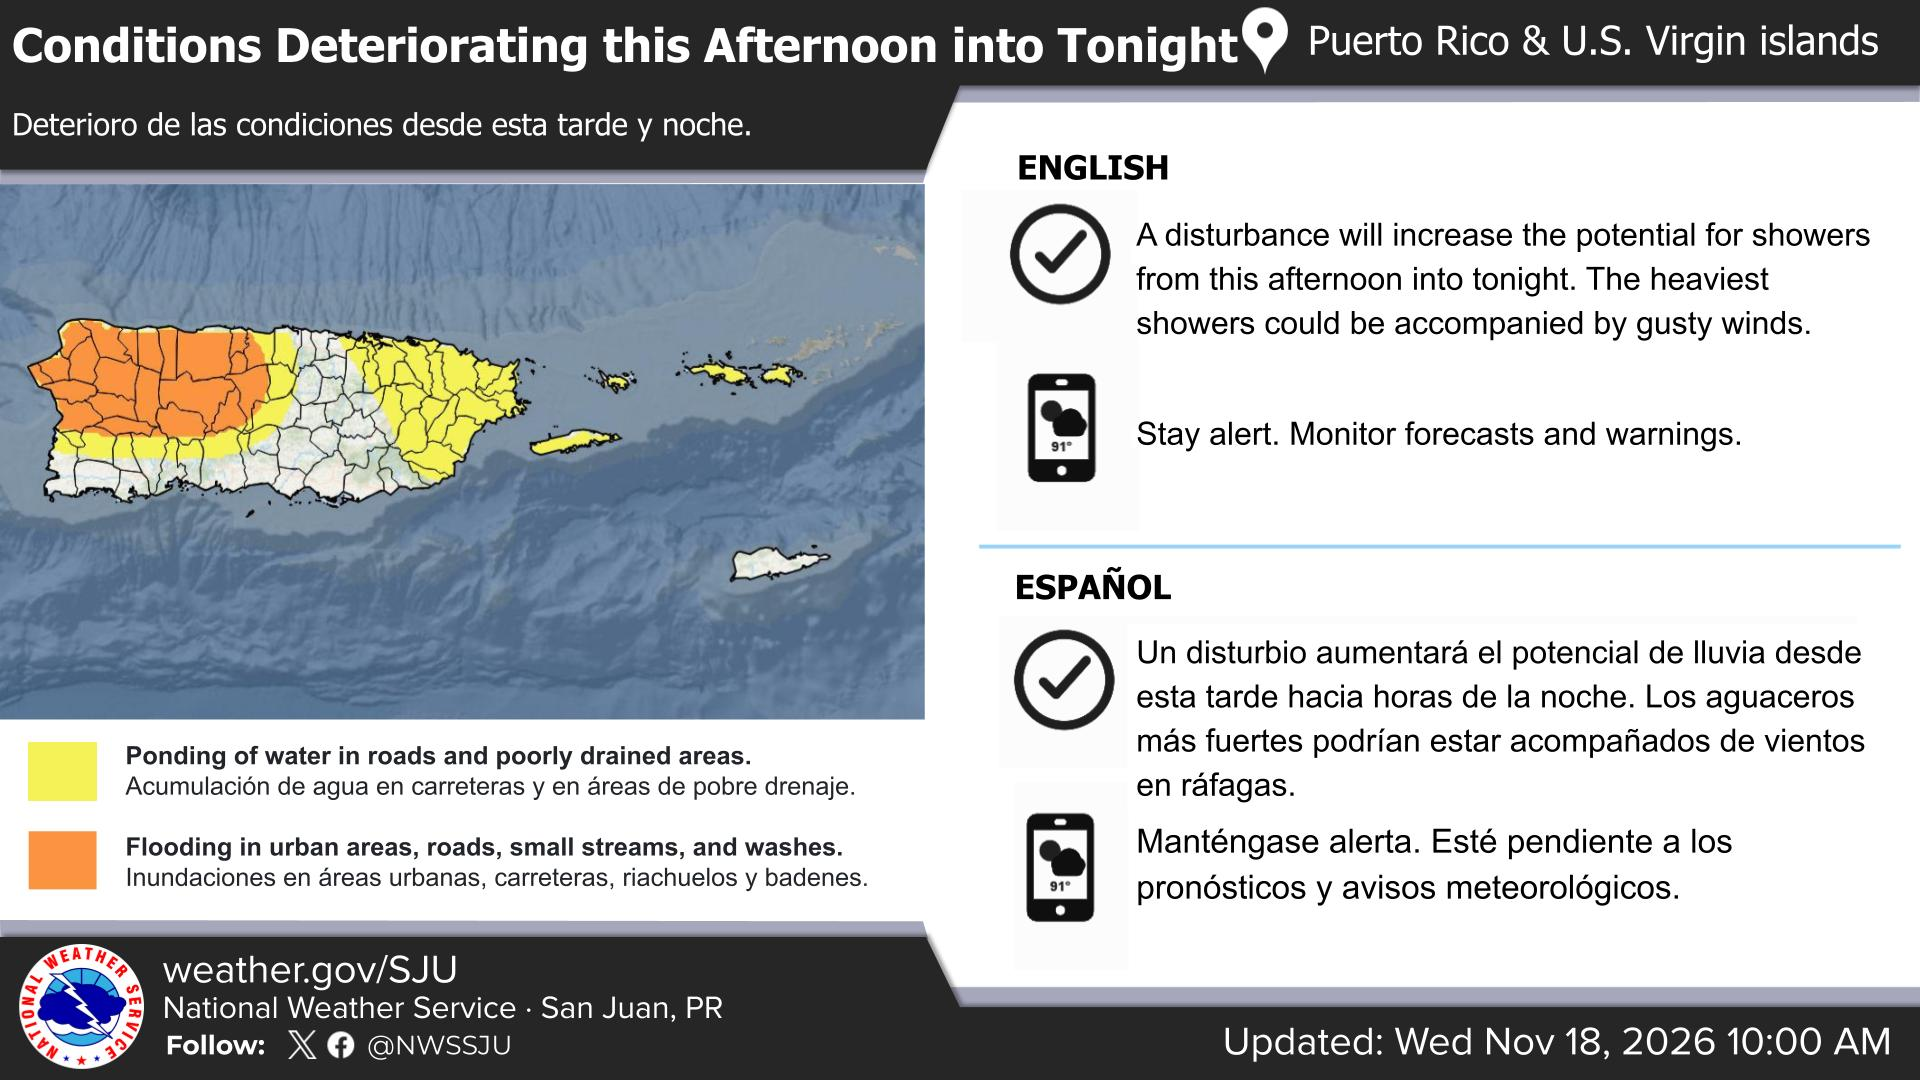 Conditions Deteriorating this Afternoon into Tonight
Puerto Rico & U.S. Virgin islands
Deterioro de las condiciones desde esta tarde y noche.
ENGLISH
A disturbance will increase the potential for showers
from this afternoon into tonight. The heaviest
showers could be accompanied by gusty winds.
91°
Stay alert. Monitor forecasts and warnings.
ESPAÑOL
Un disturbio aumentará el potencial de lluvia desde
esta tarde hacia horas de la noche. Los aguaceros
más fuertes podrían estar acompañados de vientos
en ráfagas.
91°
Manténgase alerta. Esté pendiente a los
pronósticos y avisos meteorológicos.
Ponding of water in roads and poorly drained areas.
Acumulación de agua en carreteras y en áreas de pobre drenaje.
Flooding in urban areas, roads, small streams, and washes.
Inundaciones en áreas urbanas, carreteras, riachuelos y badenes.
NATIONAL WEATHER SERVICE
weather.gov/SJU
National Weather Service · San Juan, PR
Follow: X @NWSSJU
Updated: Wed Nov 18, 2026 10:00 AM